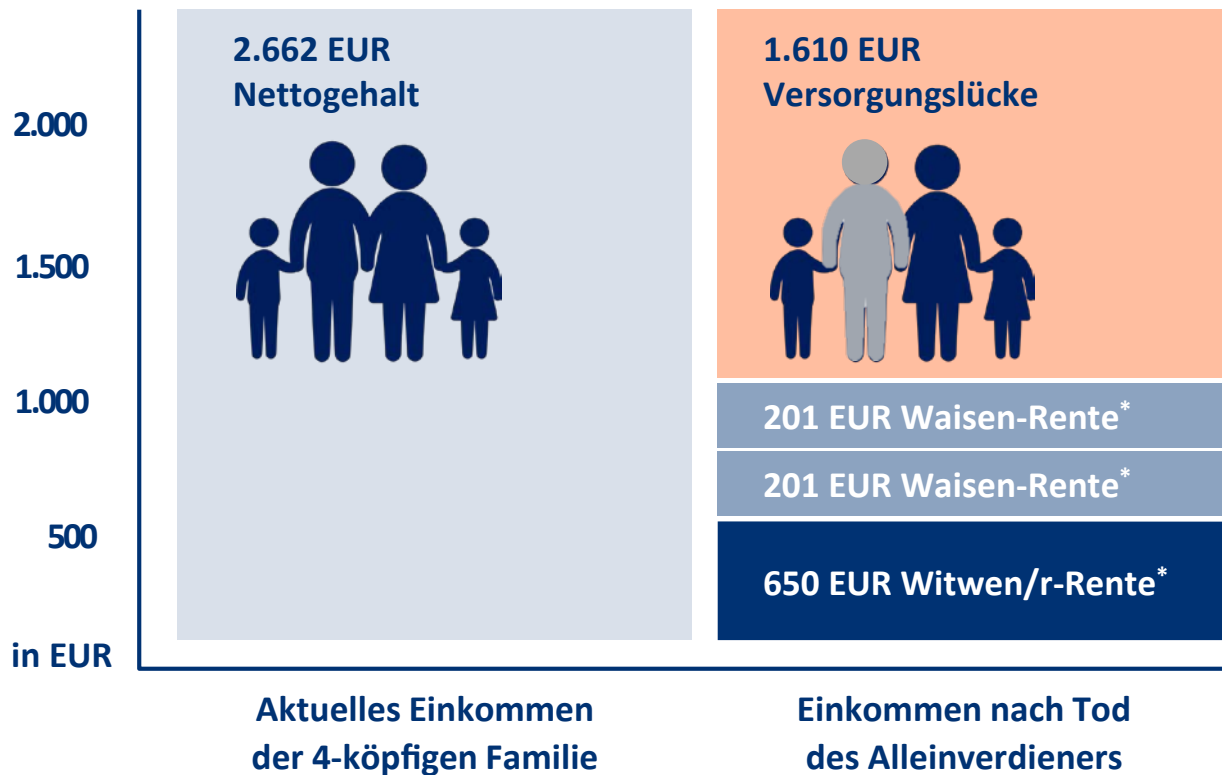 2.662 EUR
Nettogehalt
1.610 EUR
Versorgungslücke
2.000
1.500
1.000
500
in EUR
201 EUR Waisen-Rente*
201 EUR Waisen-Rente*
650 EUR Witwen/r-Rente*
Aktuelles Einkommen
der 4-köpfigen Familie
Einkommen nach Tod
des Alleinverdieners